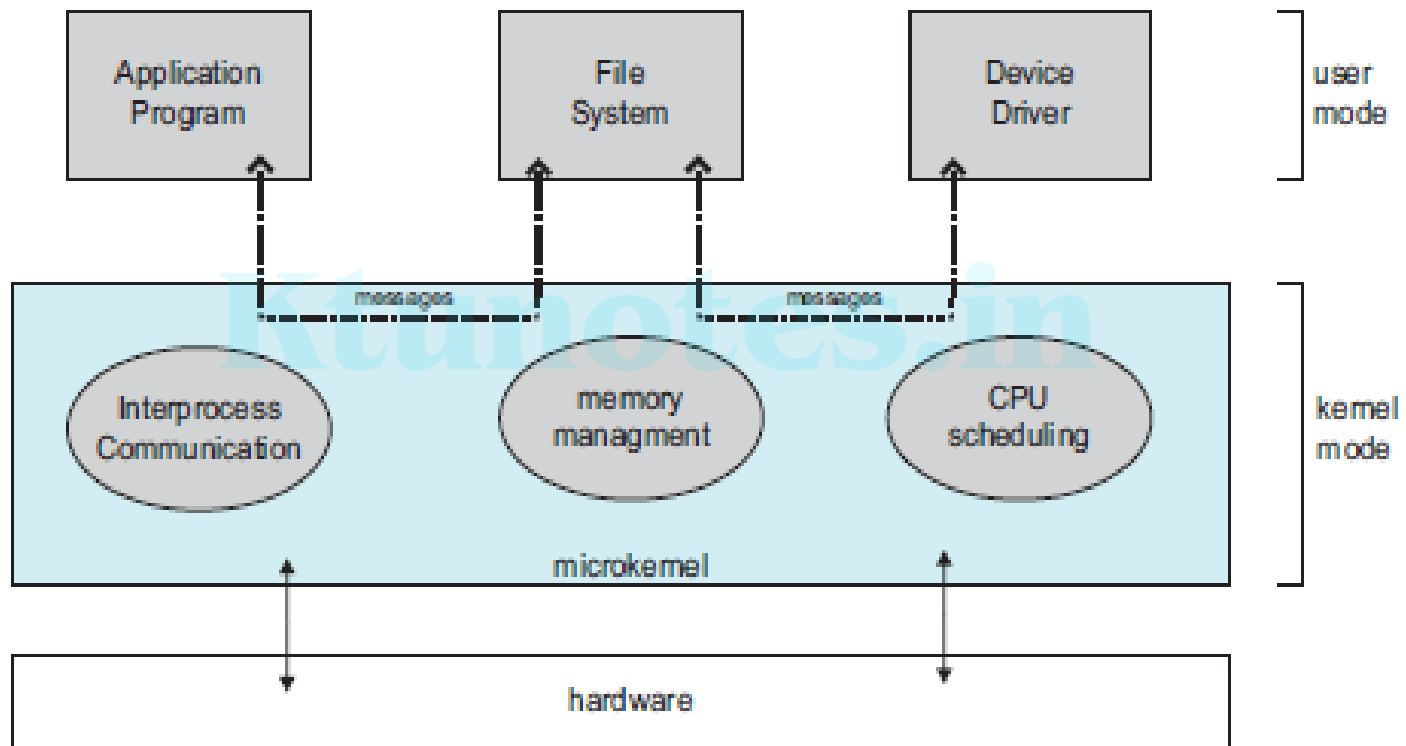 Application
Program
File
System
Device
Driver
user
mode
messages
messages
Ktunotes.in
Interprocess
Communication
memory
managment
CPU
scheduling
kernel
mode
microkernel
hardware